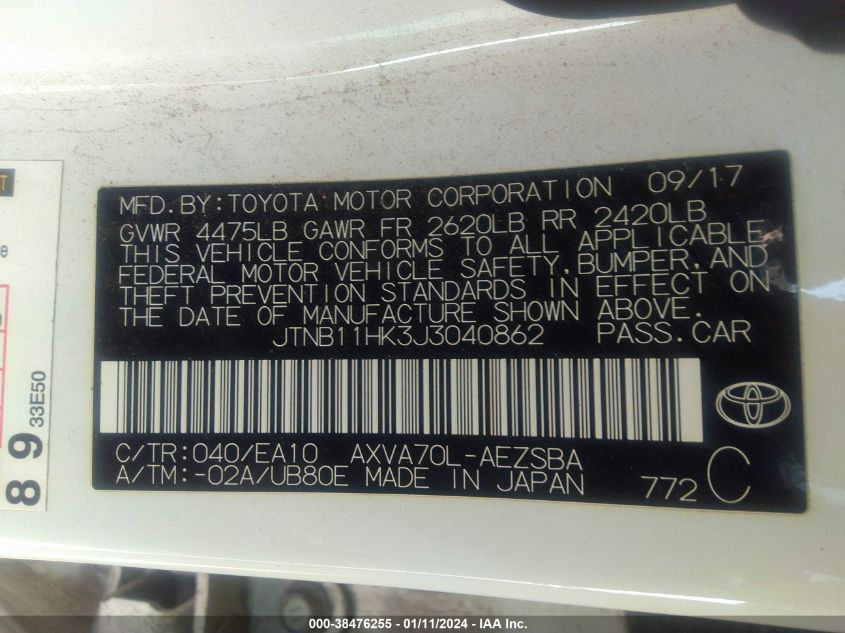 MFD.BY:TOYOTA MOTOR CORPORATION 09/17
GVWR 4475LB GAWR FR 2620LB RR 2420LB
THIS VEHICLE CONFORMS TO ALL APPLICABLE
FEDERAL MOTOR VEHICLE SAFETY,BUMPER,AND
THEFT PREVENTION STANDARDS IN EFFECT ON
THE DATE OF MANUFACTURE SHOWN ABOVE.
JTNB11HK3J3040862 PASS.CAR
C/TR:040/EA10 AXVA70L-AEZSBA
A/TM:-02A/UB80E MADE IN JAPAN 772 C
89 33E50
000-38476255 - 01/11/2024 - IAA Inc.